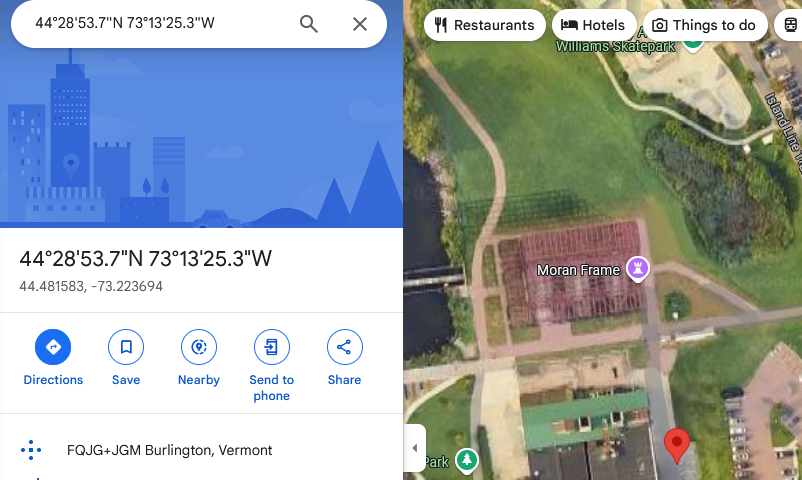 44°28'53.7"N 73°13'25.3"W
Restaurants
Hotels
Things to do
Williams Skatepark
Island Line
44°28'53.7"N 73°13'25.3"W
44.481583, -73.223694
Moran Frame
Directions
Save
Nearby
Send to
phone
Share
FQJG+JGM Burlington, Vermont
Park